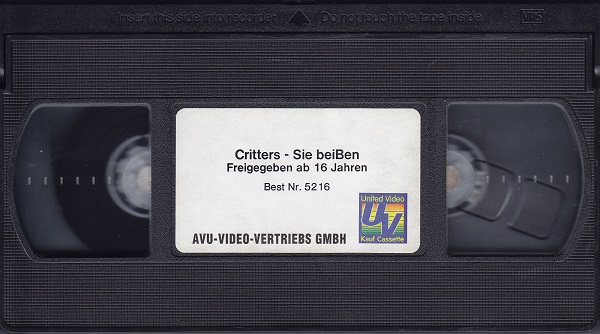 Insert this side into recorder
Do not touch the tape inside
VHS
Critters - Sie beiBen
Freigegeben ab 16 Jahren
Best Nr. 5216
United Video
UV
Kauf Cassette
AVU-VIDEO-VERTRIEBS GMBH